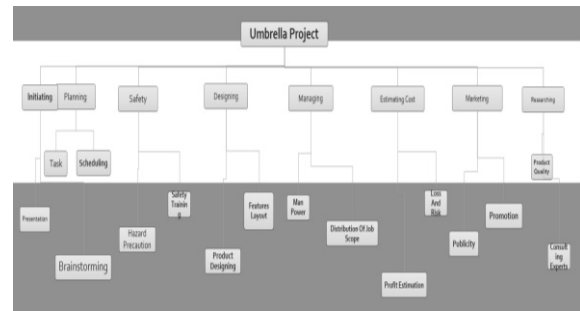 Umbrella Project
Initiating
Planning
Safety
Designing
Managing
Estimating Cost
Marketing
Researching
Task
Scheduling
Product
Quality
Presentation
Brainstorming
Hazard
Precaution
Safety
Trainin
g
Product
Designing
Features
Layout
Man
Power
Distribution Of Job
Scope
Profit Estimation
Loss
And
Risk
Publicity
Promotion
Consult
ing
Experts